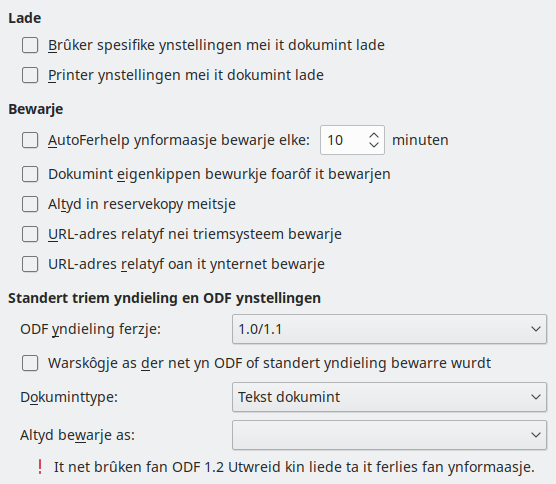 Lade
Brûker spesifike ynstellingen mei it dokumint lade
Printer ynstellingen mei it dokumint lade
Bewarje
AutoFerhelp ynformaasje bewarje elke: 10 minuten
Dokumint eigenkippen bewurkje foarôf it bewarjen
Altyd in reservekopy meitsje
URL-adres relatyf nei triemsysteem bewarje
URL-adres relatyf oan it ynternet bewarje
Standert triem yndieling en ODF ynstellingen
ODF yndieling ferzje: 1.0/1.1
Warskôgje as der net yn ODF of standert yndieling bewarre wurdt
Dokuminttype: Tekst dokumint
Altyd bewarje as:
! It net brûken fan ODF 1.2 Utwreid kin liede ta it ferlies fan ynformaasje.